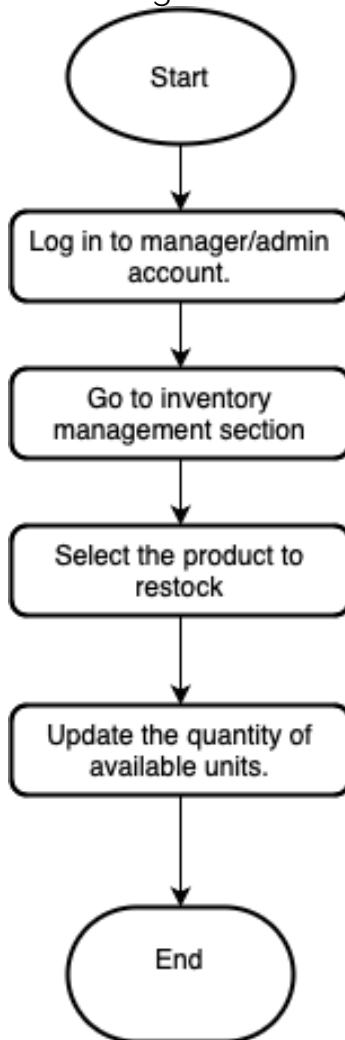 Start
Log in to manager/admin
account.
Go to inventory
management section
Select the product to
restock
Update the quantity of
available units.
End